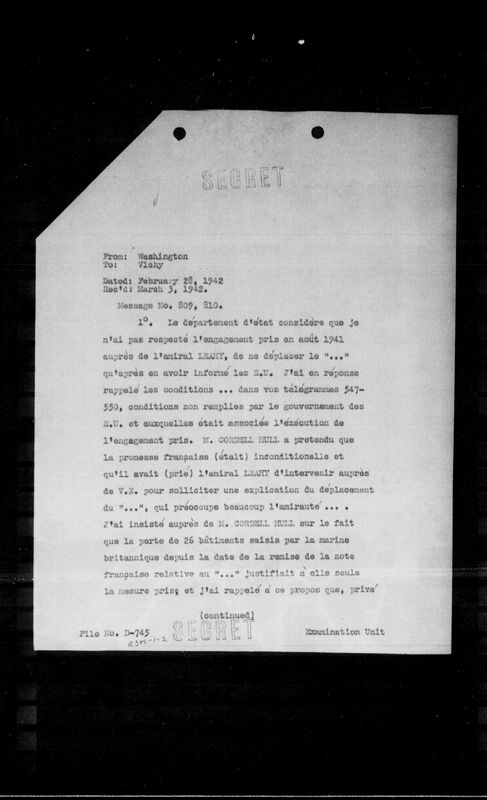 SECRET
From: Washington
To: Vichy
Dated: February 28, 1942
Rec'd: March 3, 1942.
Message No. 809, 810.
1°. Le département d'état considère que je
n'ai pas respecté l'engagement pris en août 1941
auprès de l'amiral LEAHY, de ne déplacer le "..."
qu'après en avoir informé les E.U. J'ai en réponse
rappelé les conditions ... dans vos télégrammes 547-
550, conditions non remplies par le gouvernement des
E.U. et auxquelles était associée l'éxécution de
l'engagement pris. M. CORDELL HULL a pretendu que
la promesse française (était) inconditionelle et
qu'il avait (prié) l'amiral LEAHY d'intervenir auprès
de V.E. pour solliciter une explication du déplacement
du "...", qui préoccupe beaucoup l'amirauté ... .
J'ai insisté auprès de M. CORDELL HULL sur le fait
que la perte de 26 bâtiments saisis par la marine
britannique depuis la date de la remise de la note
française relative au "..." justifiait à elle seule
la mesure pris; et j'ai rappelé à ce propos que, privé
(continued)
File No. D-745
SECRET
Examination Unit